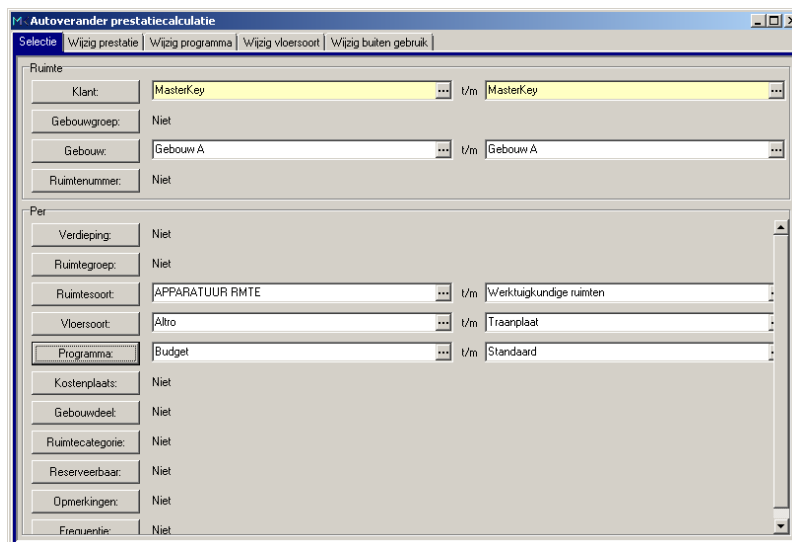 Autoverander prestatiecalculatie
Selectie Wijzig prestatie Wijzig programma Wijzig vloersoort Wijzig buiten gebruik
Ruimte
Klant: MasterKey ... t/m MasterKey ...
Gebouwgroep: Niet
Gebouw: Gebouw A ... t/m Gebouw A ...
Ruimtenummer: Niet
Per
Verdieping: Niet
Ruimtegroep: Niet
Ruimtesoort: APPARATUUR RMTE ... t/m Werktuigkundige ruimten
Vloersoort: Altro ... t/m Traanplaat
Programma: Budget ... t/m Standaard
Kostenplaats: Niet
Gebouwdeel: Niet
Ruimtecategorie: Niet
Reserveerbaar: Niet
Opmerkingen: Niet
Frequentie: Niet